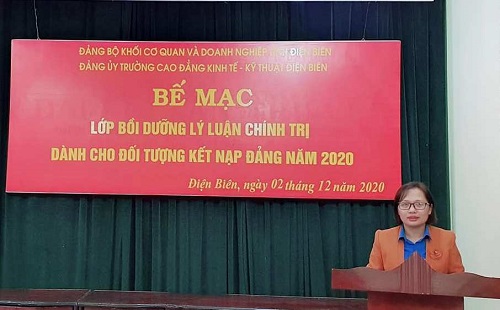 ĐẢNG BỘ KHỐI CƠ QUAN VÀ DOANH NGHIỆP TỈNH ĐIỆN BIÊN
ĐẢNG ỦY TRƯỜNG CAO ĐẲNG KINH TẾ - KỸ THUẬT ĐIỆN BIÊN
BẾ MẠC
LỚP BỒI DƯỠNG LÝ LUẬN CHÍNH TRỊ
DÀNH CHO ĐỐI TƯỢNG KẾT NẠP ĐẢNG NĂM 2020
Điện Biên, ngày 02 tháng 12 năm 2020